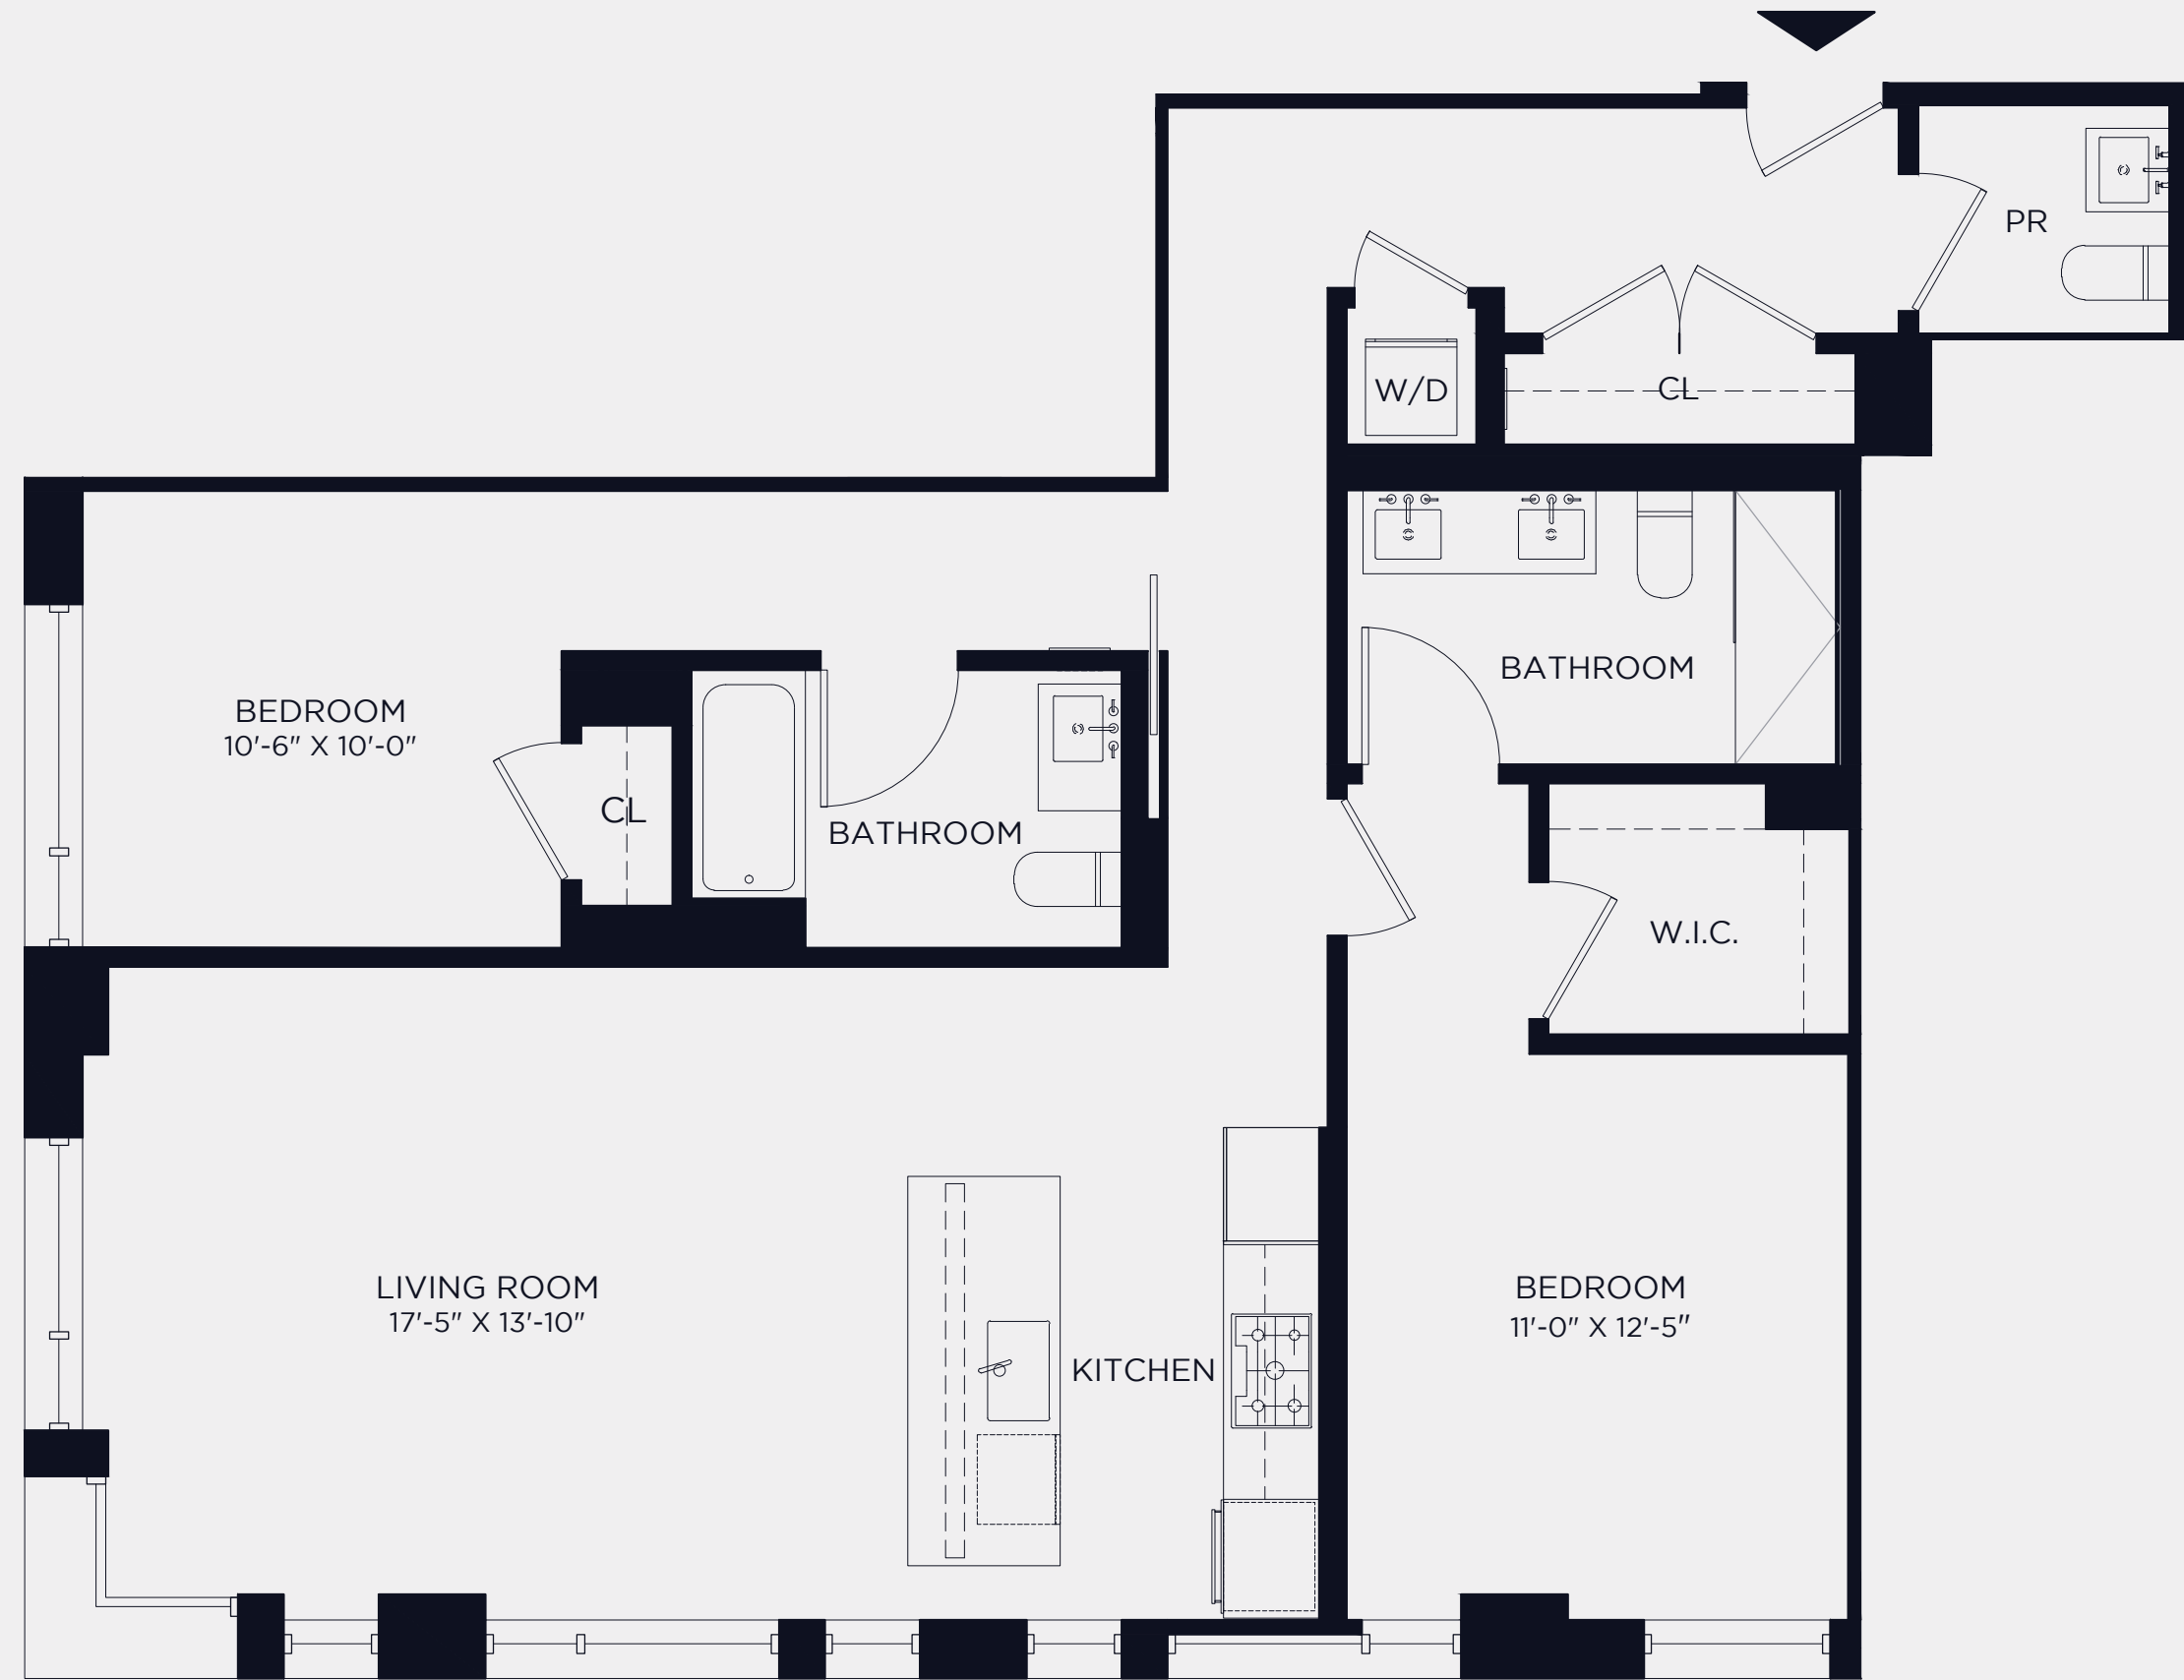 PR
W/D
CL
BATHROOM
BEDROOM
10'-6" X 10'-0"
CL
BATHROOM
W.I.C.
LIVING ROOM
17'-5" X 13'-10"
KITCHEN
BEDROOM
11'-0" X 12'-5"